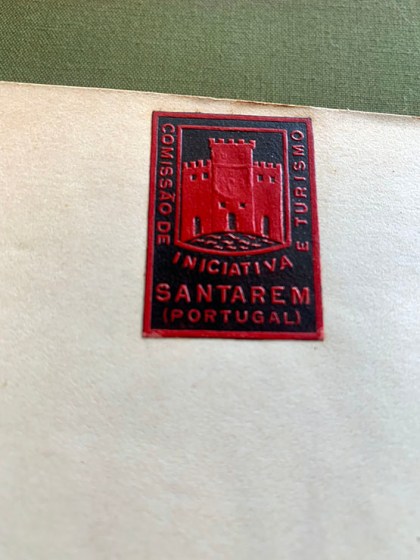 COMISSÃO DE
INICIATIVA
E TURISMO
SANTAREM
(PORTUGAL)